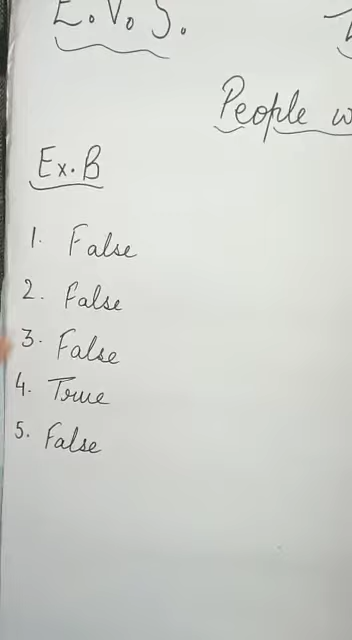 E.V.S.
People w
Ex. B
1. False
2. False
3. False
4. True
5. False